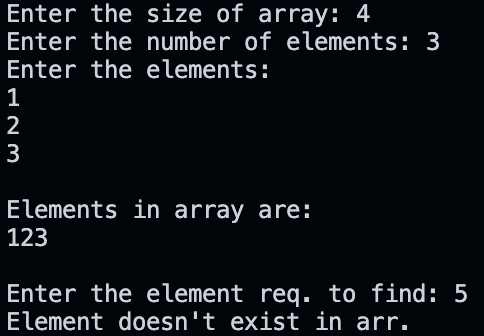 Enter the size of array: 4
Enter the number of elements: 3
Enter the elements:
1
2
3
Elements in array are:
123
Enter the element req. to find: 5
Element doesn't exist in arr.